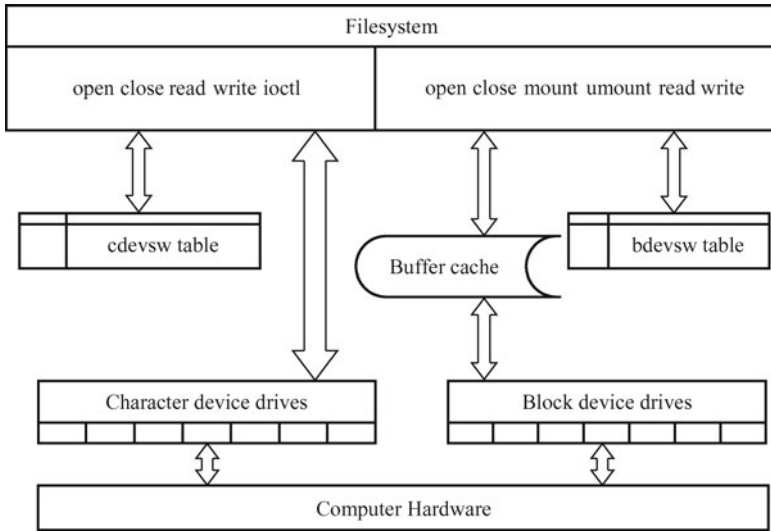 Filesystem
open close read write ioctl
open close mount umount read write
cdevsw table
Buffer cache
bdevsw table
Character device drives
Block device drives
Computer Hardware